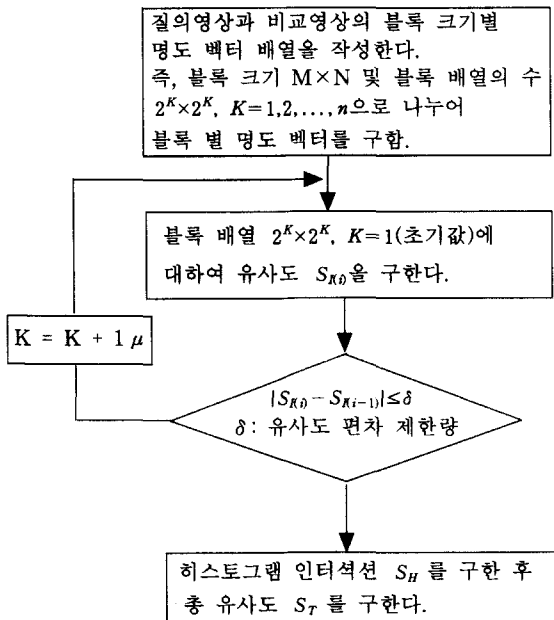 질의영상과 비교영상의 블록 크기별
명도 벡터 배열을 작성한다.
즉, 블록 크기 M×N 및 블록 배열의 수
2^K×2^K, K=1,2,...,n으로 나누어
블록 별 명도 벡터를 구함.
블록 배열 2^K×2^K, K=1(초기값)에
대하여 유사도 S_{I(i)}을 구한다.
K = K + 1 μ
|S_{I(i)}-S_{I(i-1)}|≤δ
δ: 유사도 편차 제한량
히스토그램 인터섹션 S_H 를 구한 후
총 유사도 S_T 를 구한다.